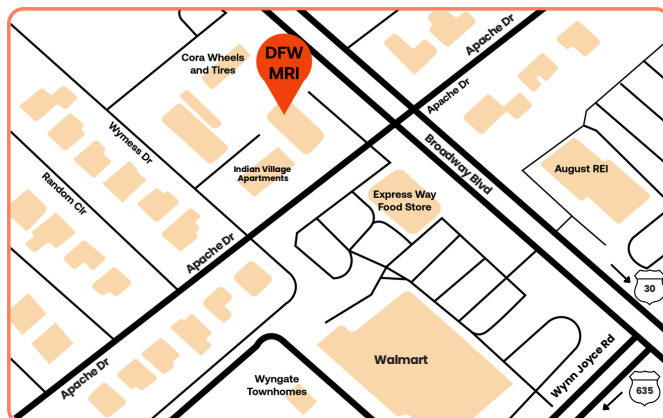 Apache Dr
DFW
MRI
Cora Wheels
and Tires
Apache Dr
Wymess Dr
Broadway Blvd
August REI
Indian Village
Apartments
Random Cir
Express Way
Food Store
Apache Dr
30
Walmart
Wynn Joyce Rd
Apache Dr
Wyngate
Townhomes
635